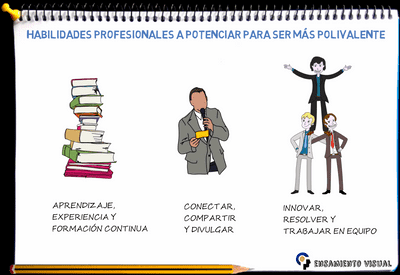 HABILIDADES PROFESIONALES A POTENCIAR PARA SER MÁS POLIVALENTE
APRENDIZAJE,
EXPERIENCIA Y
FORMACIÓN CONTINUA
CONECTAR,
COMPARTIR
Y DIVULGAR
INNOVAR,
RESOLVER Y
TRABAJAR EN EQUIPO
ENSAMIENTO VISUAL